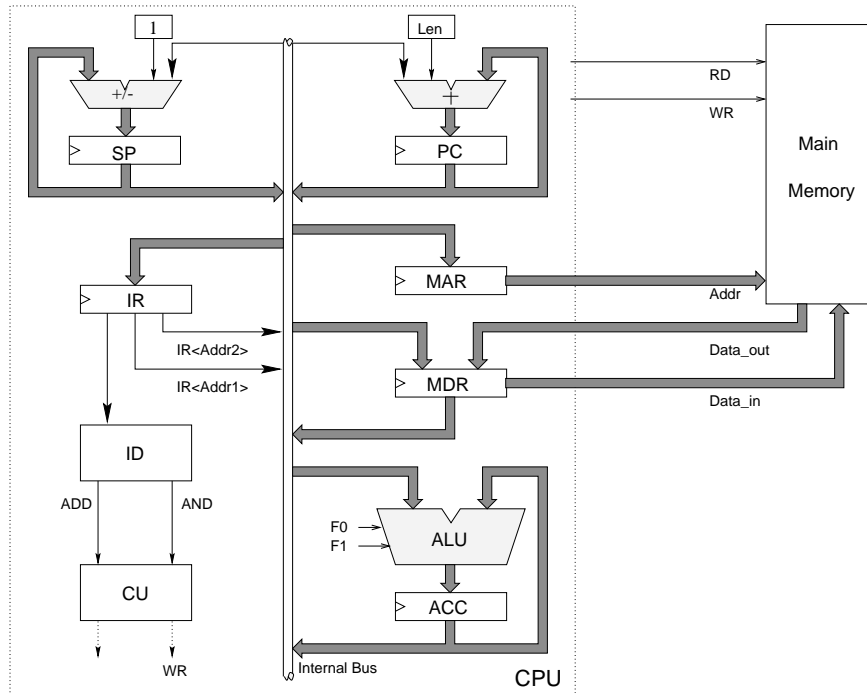 1
Len
RD
+/-
+
WR
SP
PC
Main
Memory
IR
MAR
Addr
IR<Addr2>
Data_out
IR<Addr1>
MDR
Data_in
ID
ADD
AND
F0
F1
ALU
CU
ACC
WR
Internal Bus
CPU